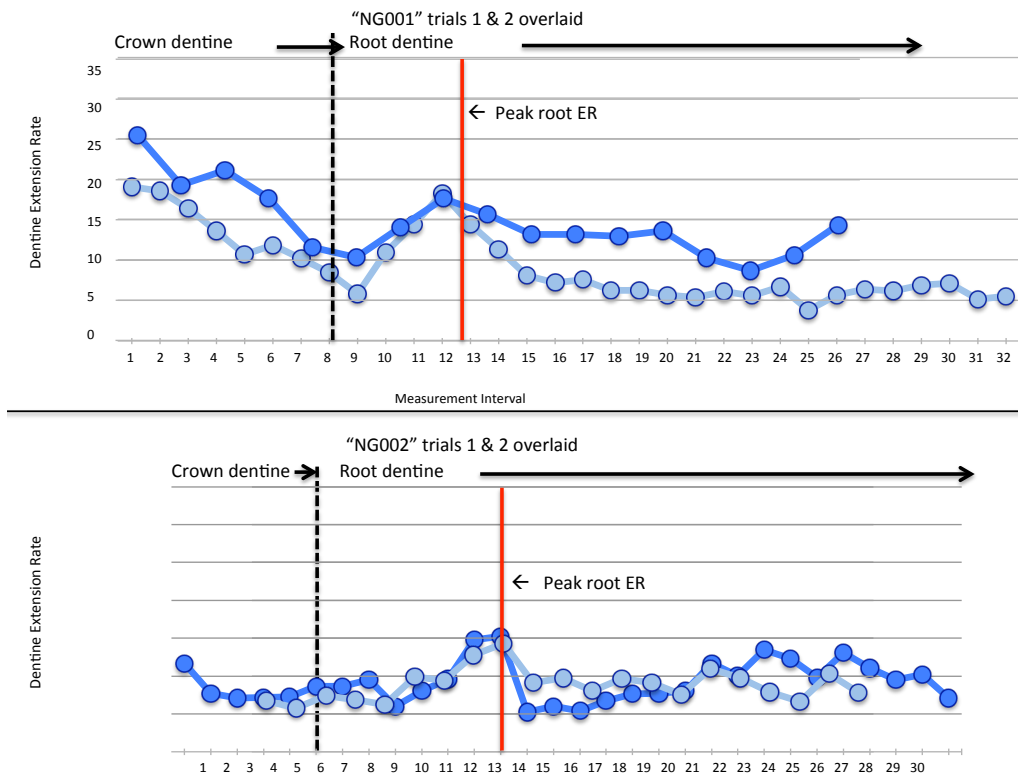 “NG001” trials 1 & 2 overlaid
Crown dentine Root dentine
35
30
25
20
15
10
5
0
← Peak root ER
Dentine Extension Rate
1 2 3 4 5 6 7 8 9 10 11 12 13 14 15 16 17 18 19 20 21 22 23 24 25 26 27 28 29 30 31 32
Measurement Interval
“NG002” trials 1 & 2 overlaid
Crown dentine Root dentine
← Peak root ER
Dentine Extension Rate
1 2 3 4 5 6 7 8 9 10 11 12 13 14 15 16 17 18 19 20 21 22 23 24 25 26 27 28 29 30